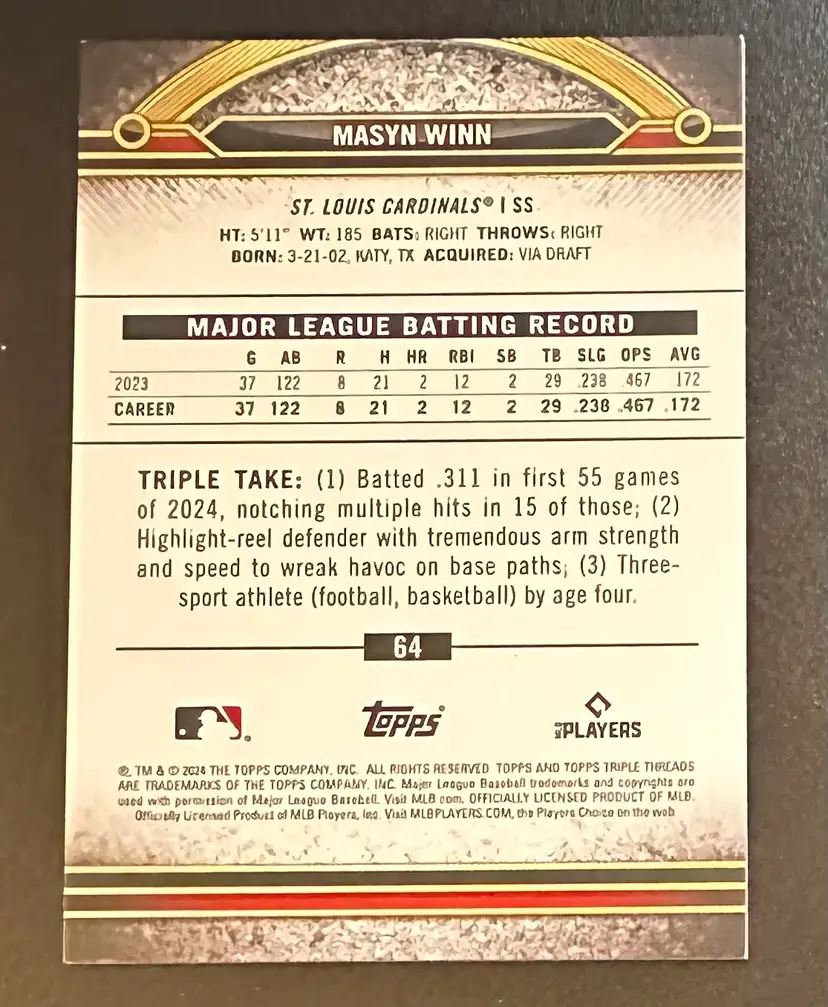 MASYN WINN
ST. LOUIS CARDINALS® | SS
HT: 5'11" WT: 185 BATS: RIGHT THROWS: RIGHT
BORN: 3-21-02, KATY, TX ACQUIRED: VIA DRAFT
MAJOR LEAGUE BATTING RECORD
G AB R H HR RBI SB TB SLG OPS AVG
2023 37 122 8 21 2 12 2 29 .238 .467 .172
CAREER 37 122 8 21 2 12 2 29 .238 .467 .172
TRIPLE TAKE: (1) Batted .311 in first 55 games
of 2024, notching multiple hits in 15 of those; (2)
Highlight-reel defender with tremendous arm strength
and speed to wreak havoc on base paths; (3) Three-
sport athlete (football, basketball) by age four.
64
Topps
PLAYERS
®, TM & © 2024 THE TOPPS COMPANY, INC. ALL RIGHTS RESERVED TOPPS AND TOPPS TRIPLE THREADS
ARE TRADEMARKS OF THE TOPPS COMPANY, INC. Major League Baseball trademarks and copyrights are
used with permission of Major League Baseball. Visit MLB.com. OFFICIALLY LICENSED PRODUCT OF MLB.
Officially Licensed Product of MLB Players, Inc. Visit MLBPLAYERS.COM, the Players Choice on the web